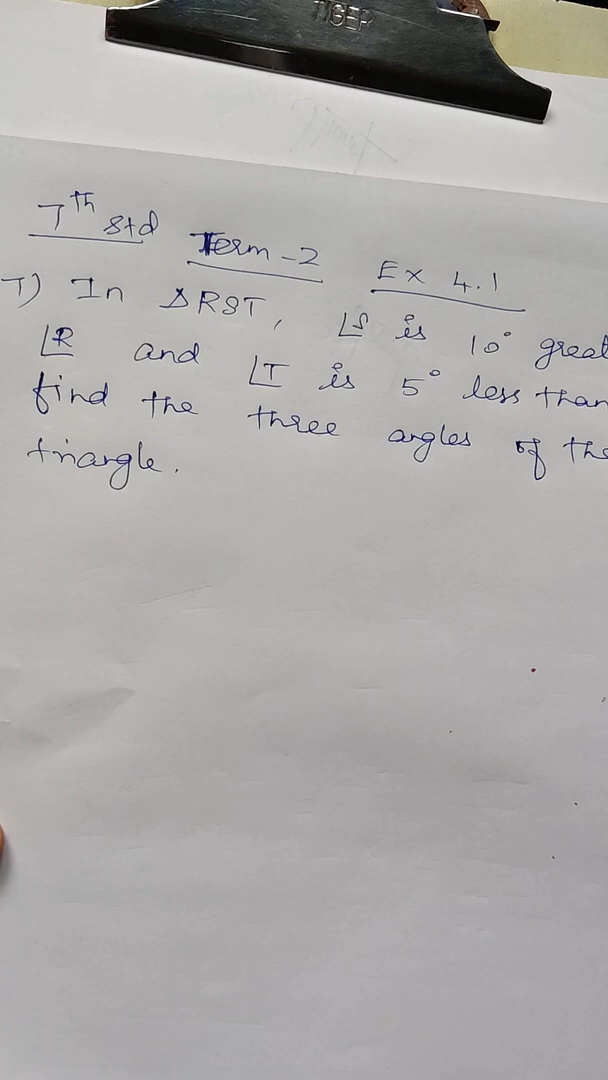 TIGER
7th std Term-2 Ex 4.1
7) In ΔRST, ∠S is 10° great
∠R and ∠T is 5° less than
find the three angles of the
triangle.